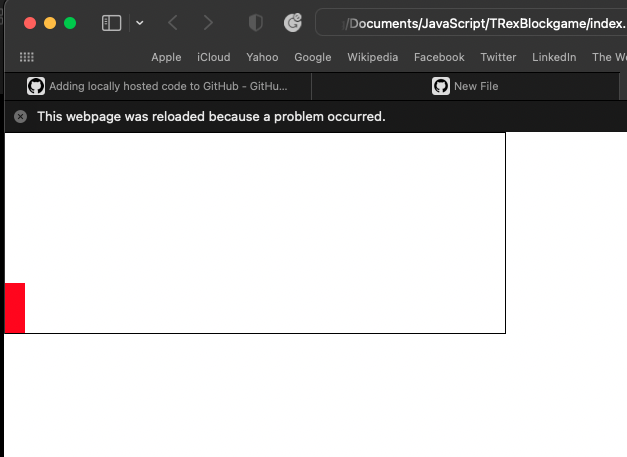 /Documents/JavaScript/TRexBlockgame/index.
Apple iCloud Yahoo Google Wikipedia Facebook Twitter LinkedIn The W
Adding locally hosted code to GitHub - GitHu... New File
This webpage was reloaded because a problem occurred.